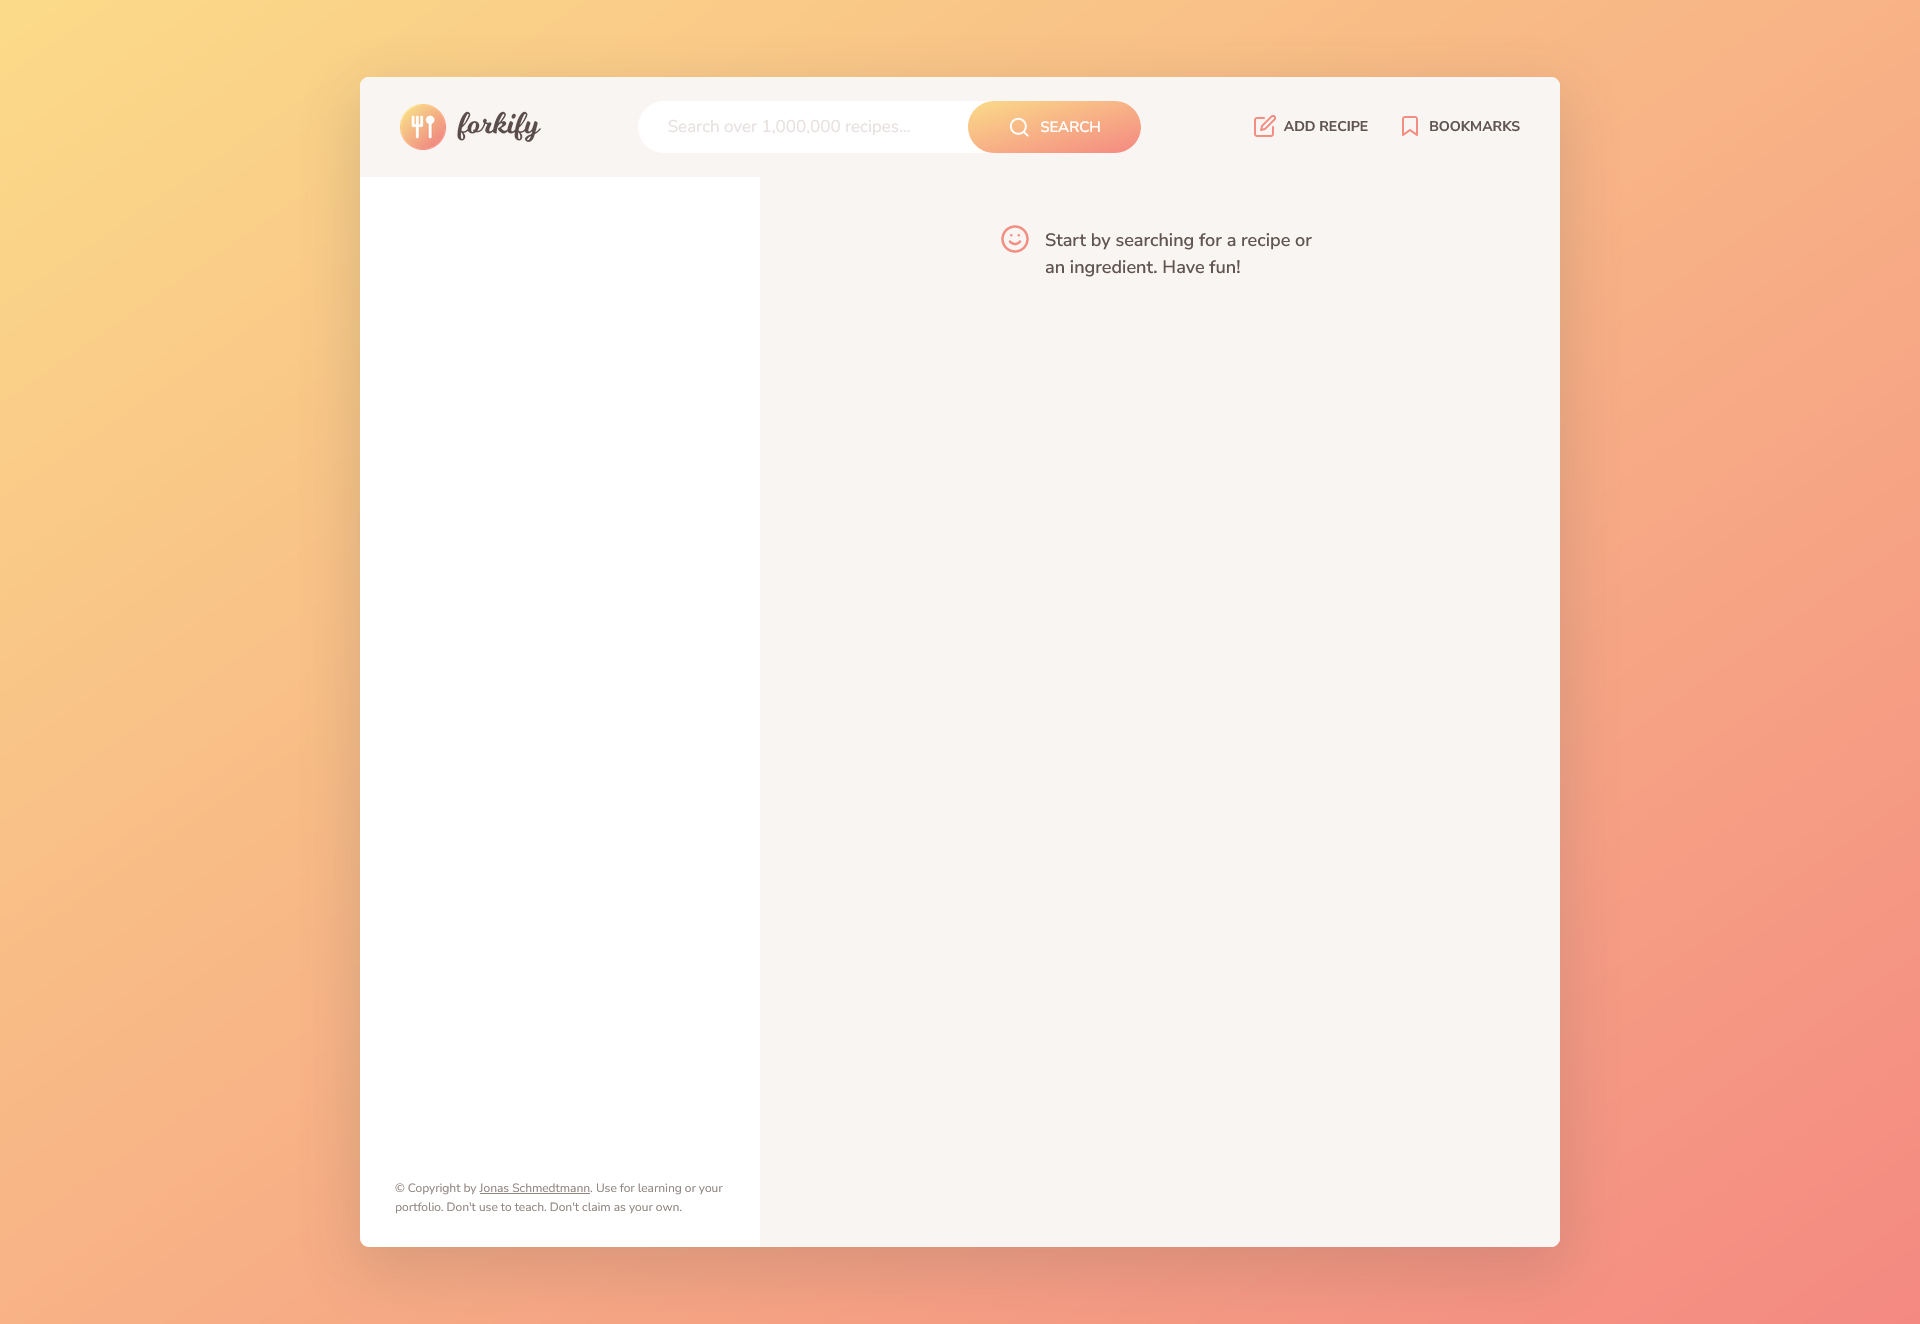 forkify
Search over 1,000,000 recipes...
SEARCH
ADD RECIPE
BOOKMARKS
Start by searching for a recipe or
an ingredient. Have fun!
© Copyright by Jonas Schmedtmann. Use for learning or your
portfolio. Don't use to teach. Don't claim as your own.